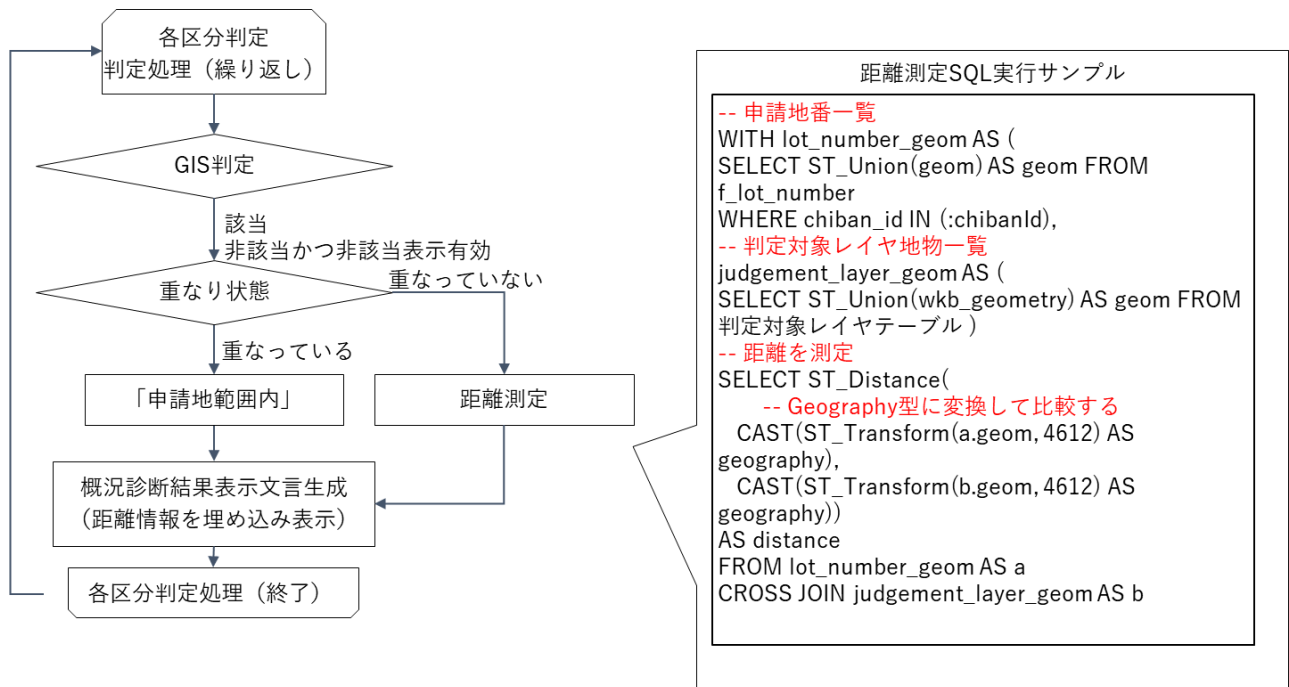 各区分判定
判定処理（繰り返し）
GIS判定
該当
非該当かつ非該当表示有効
重なり状態
重なっていない
重なっている
「申請地範囲内」
距離測定
概況診断結果表示文言生成
（距離情報を埋め込み表示）
各区分判定処理（終了）
距離測定SQL実行サンプル
-- 申請地番一覧
WITH lot_number_geom AS (
SELECT ST_Union(geom) AS geom FROM
f_lot_number
WHERE chiban_id IN (:chibanId),
-- 判定対象レイヤ地物一覧
judgement_layer_geom AS (
SELECT ST_Union(wkb_geometry) AS geom FROM
判定対象レイヤテーブル )
-- 距離を測定
SELECT ST_Distance(
-- Geography型に変換して比較する
CAST(ST_Transform(a.geom, 4612) AS
geography),
CAST(ST_Transform(b.geom, 4612) AS
geography))
AS distance
FROM lot_number_geom AS a
CROSS JOIN judgement_layer_geom AS b